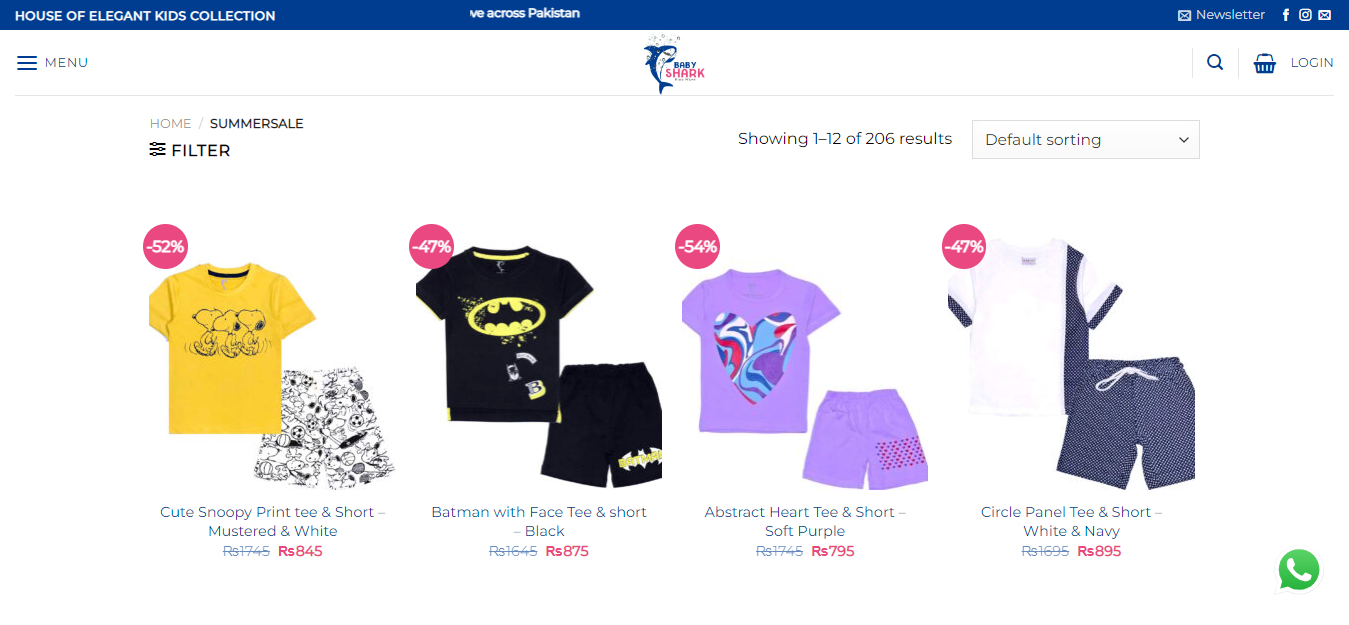 HOUSE OF ELEGANT KIDS COLLECTION
ve across Pakistan
Newsletter
MENU
BABY
SHARK
LOGIN
HOME / SUMMERSALE
FILTER
Showing 1–12 of 206 results
Default sorting
-52%
-47%
-54%
-47%
B
BATMAN
Cute Snoopy Print tee & Short –
Mustered & White
₨1745 ₨845
Batman with Face Tee & short
– Black
₨1645 ₨875
Abstract Heart Tee & Short –
Soft Purple
₨1745 ₨795
Circle Panel Tee & Short –
White & Navy
₨1695 ₨895